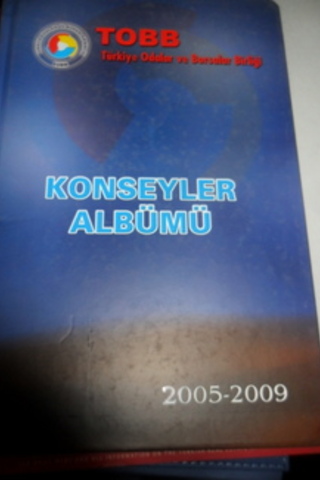 TOBB
Türkiye Odalar ve Borsalar Birliği
KONSEYLER
ALBÜMÜ
2005-2009